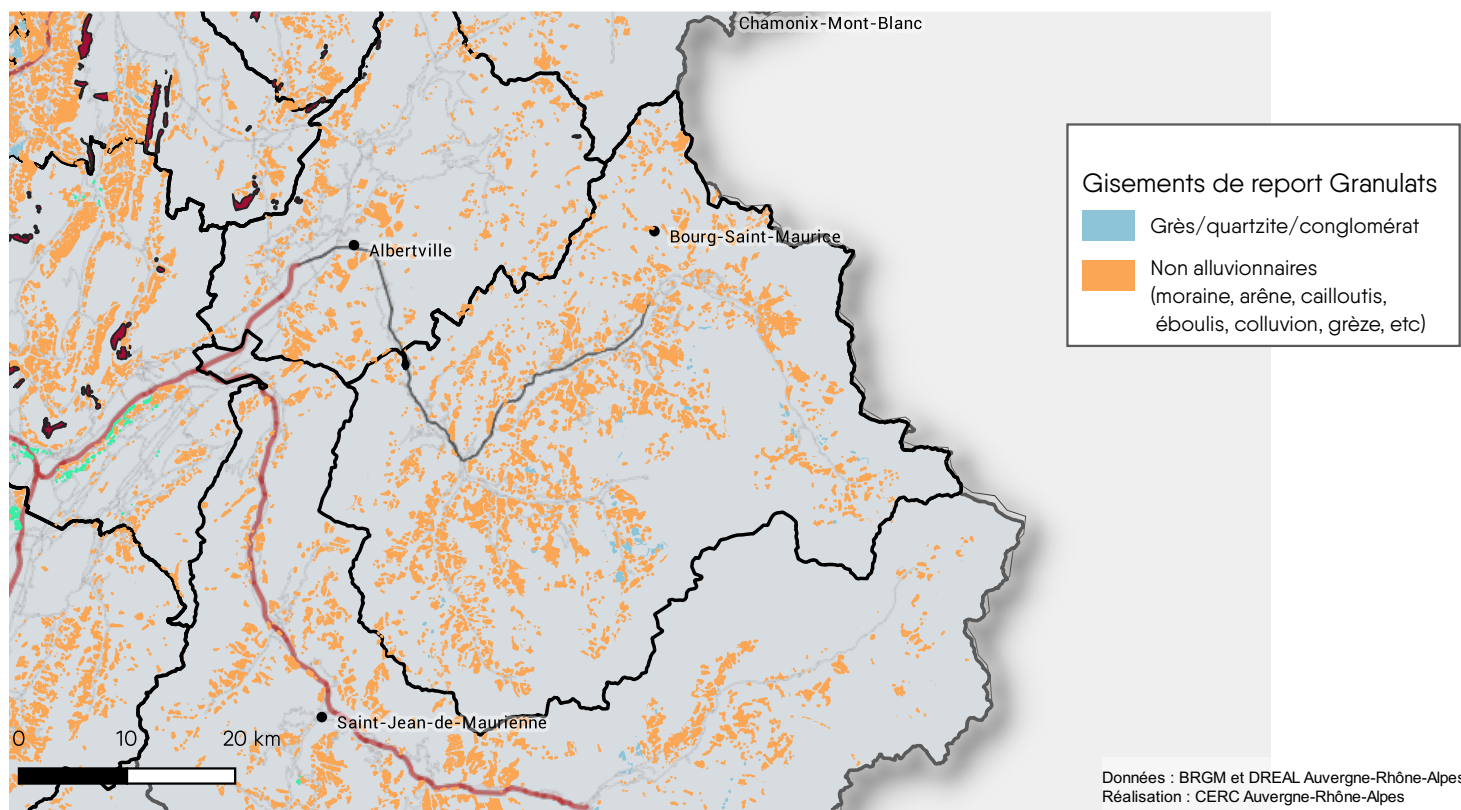 Chamonix-Mont-Blanc
Gisements de report Granulats
Grès/quartzite/conglomérat
Non alluvionnaires
(moraine, arêne, cailloutis,
éboulis, colluvion, grèze, etc)
Bourg-Saint-Maurice
Albertville
Saint-Jean-de-Maurienne
0 10 20 km
Données : BRGM et DREAL Auvergne-Rhône-Alpes
Réalisation : CERC Auvergne-Rhône-Alpes